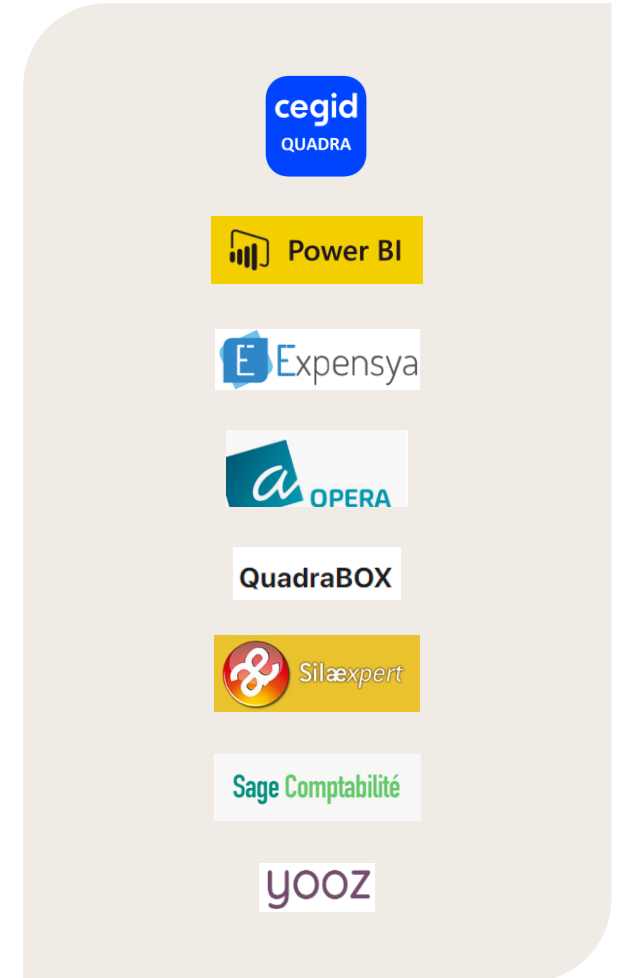 cegid
QUADRA
Power BI
E Expensya
a
OPERA
QuadraBOX
Silæxpert
Sage Comptabilité
yooz